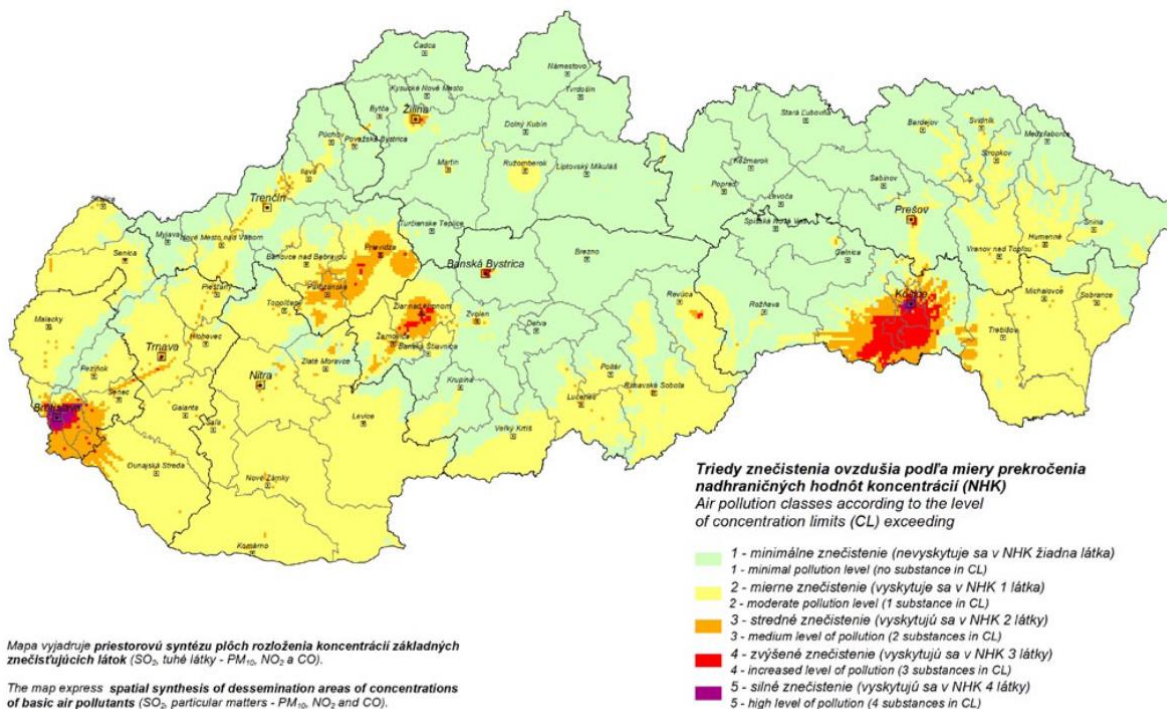 Čadca
Námestovo
Kysucké Nové Mesto
Tvrdošín
Bytča
Žilina
Stará Ľubovňa
Bardejov
Svidník
Dolný Kubín
Medzilaborce
Púchov
Stropkov
Považská Bystrica
Martin
Ružomberok
Liptovský Mikuláš
Kežmarok
Sabinov
Ilava
Poprad
Levoča
Trenčín
Prešov
Skalica
Turčianske Teplice
Spišská Nová Ves
Snina
Myjava
Nové Mesto nad Váhom
Humenné
Prievidza
Senica
Bánovce nad Bebravou
Banská Bystrica
Brezno
Gelnica
Vranov nad Topľou
Piešťany
Partizánske
Michalovce
Sobrance
Topoľčany
Žiar nad Hronom
Revúca
Rožňava
Košice
Malacky
Zvolen
Detva
Hlohovec
Trebišov
Trnava
Žarnovica
Banská Štiavnica
Pezinok
Zlaté Moravce
Poltár
Nitra
Krupina
Rimavská Sobota
Senec
Lučenec
Bratislava
Galanta
Šaľa
Levice
Veľký Krtíš
Dunajská Streda
Nové Zámky
Komárno
Triedy znečistenia ovzdušia podľa miery prekročenia
nadhraničných hodnôt koncentrácií (NHK)
Air pollution classes according to the level
of concentration limits (CL) exceeding
1 - minimálne znečistenie (nevyskytuje sa v NHK žiadna látka)
1 - minimal pollution level (no substance in CL)
2 - mierne znečistenie (vyskytuje sa v NHK 1 látka)
2 - moderate pollution level (1 substance in CL)
3 - stredné znečistenie (vyskytujú sa v NHK 2 látky)
3 - medium level of pollution (2 substances in CL)
4 - zvýšené znečistenie (vyskytujú sa v NHK 3 látky)
4 - increased level of pollution (3 substances in CL)
5 - silné znečistenie (vyskytujú sa v NHK 4 látky)
5 - high level of pollution (4 substances in CL)
Mapa vyjadruje priestorovú syntézu plôch rozloženia koncentrácií základných
znečisťujúcich látok (SO₂, tuhé látky - PM₁₀, NO₂ a CO).
The map express spatial synthesis of dessemination areas of concentrations
of basic air pollutants (SO₂, particular matters - PM₁₀, NO₂ and CO).